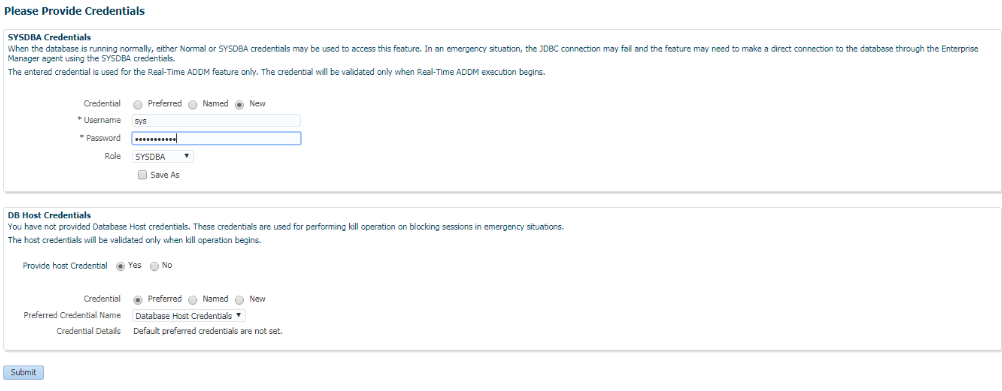 Please Provide Credentials
SYSDBA Credentials
When the database is running normally, either Normal or SYSDBA credentials may be used to access this feature. In an emergency situation, the JDBC connection may fail and the feature may need to make a direct connection to the database through the Enterprise
Manager agent using the SYSDBA credentials.
The entered credential is used for the Real-Time ADDM feature only. The credential will be validated only when Real-Time ADDM execution begins.
Credential Preferred Named New
* Username sys
* Password •••••••••••
Role SYSDBA
Save As
DB Host Credentials
You have not provided Database Host credentials. These credentials are used for performing kill operation on blocking sessions in emergency situations.
The host credentials will be validated only when kill operation begins.
Provide host Credential Yes No
Credential Preferred Named New
Preferred Credential Name Database Host Credentials
Credential Details Default preferred credentials are not set.
Submit